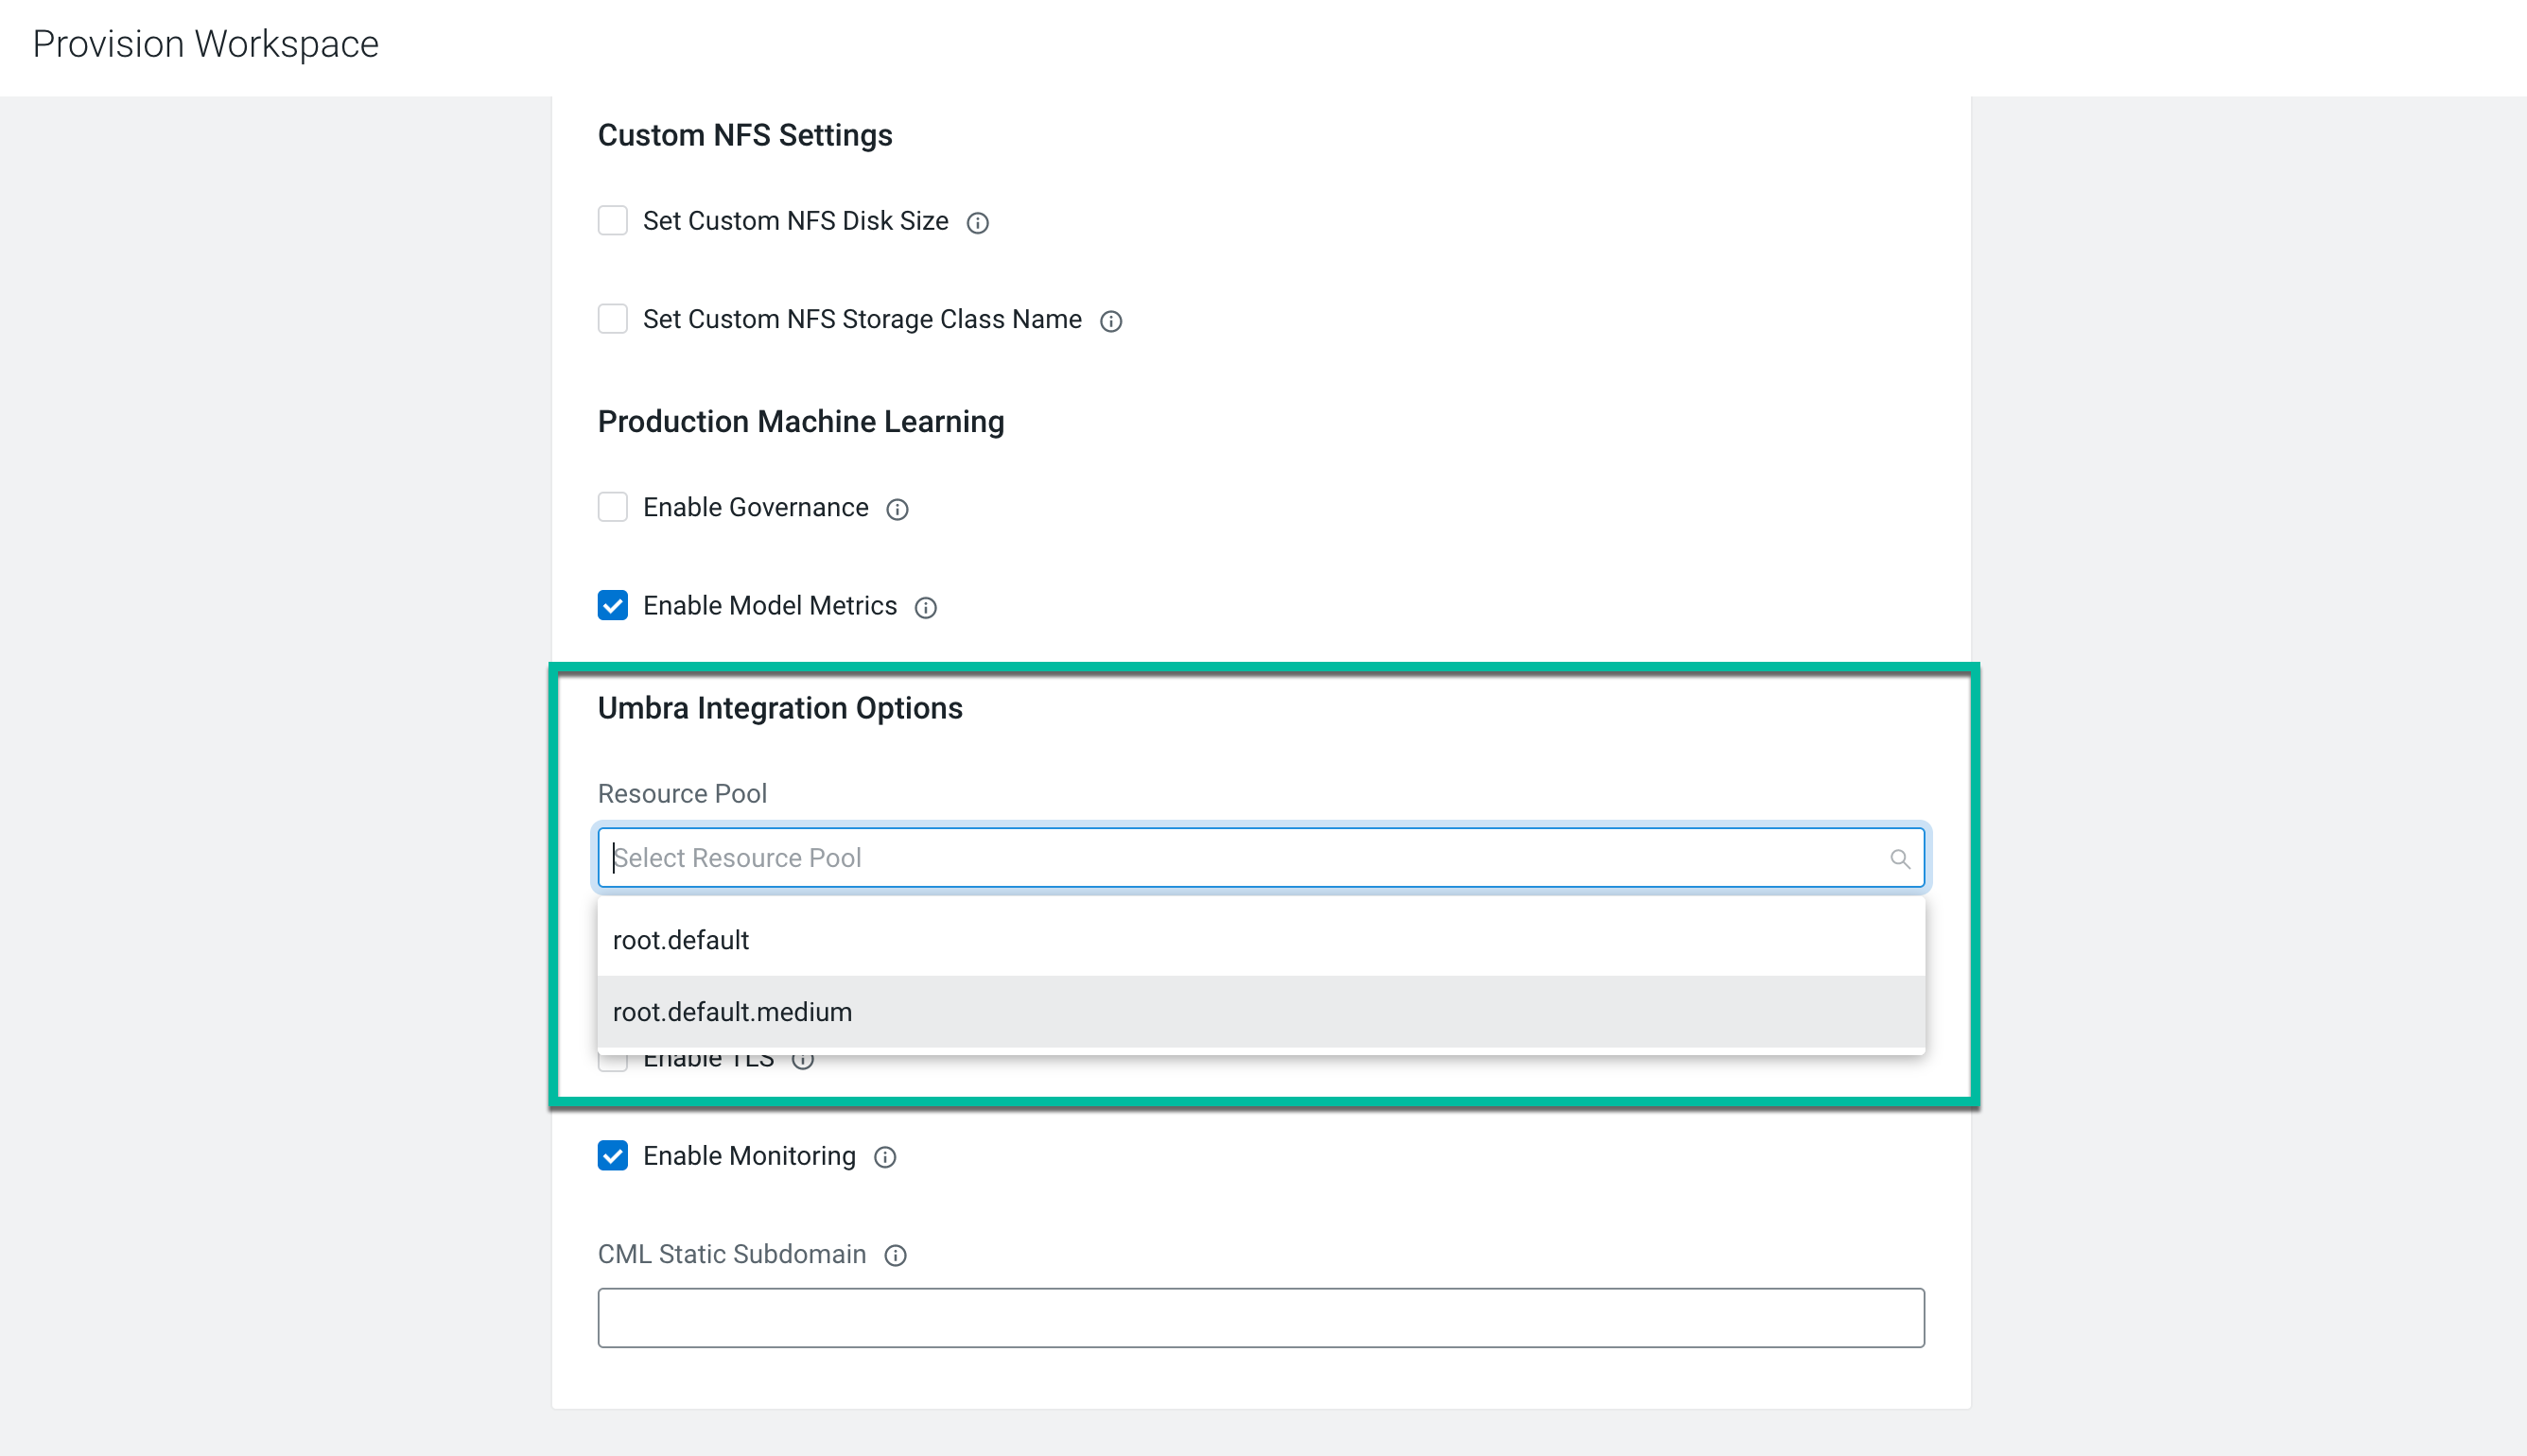 Provision Workspace
Custom NFS Settings
Set Custom NFS Disk Size
Set Custom NFS Storage Class Name
Production Machine Learning
Enable Governance
Enable Model Metrics
Umbra Integration Options
Resource Pool
Select Resource Pool
root.default
root.default.medium
Enable TLS
Enable Monitoring
CML Static Subdomain